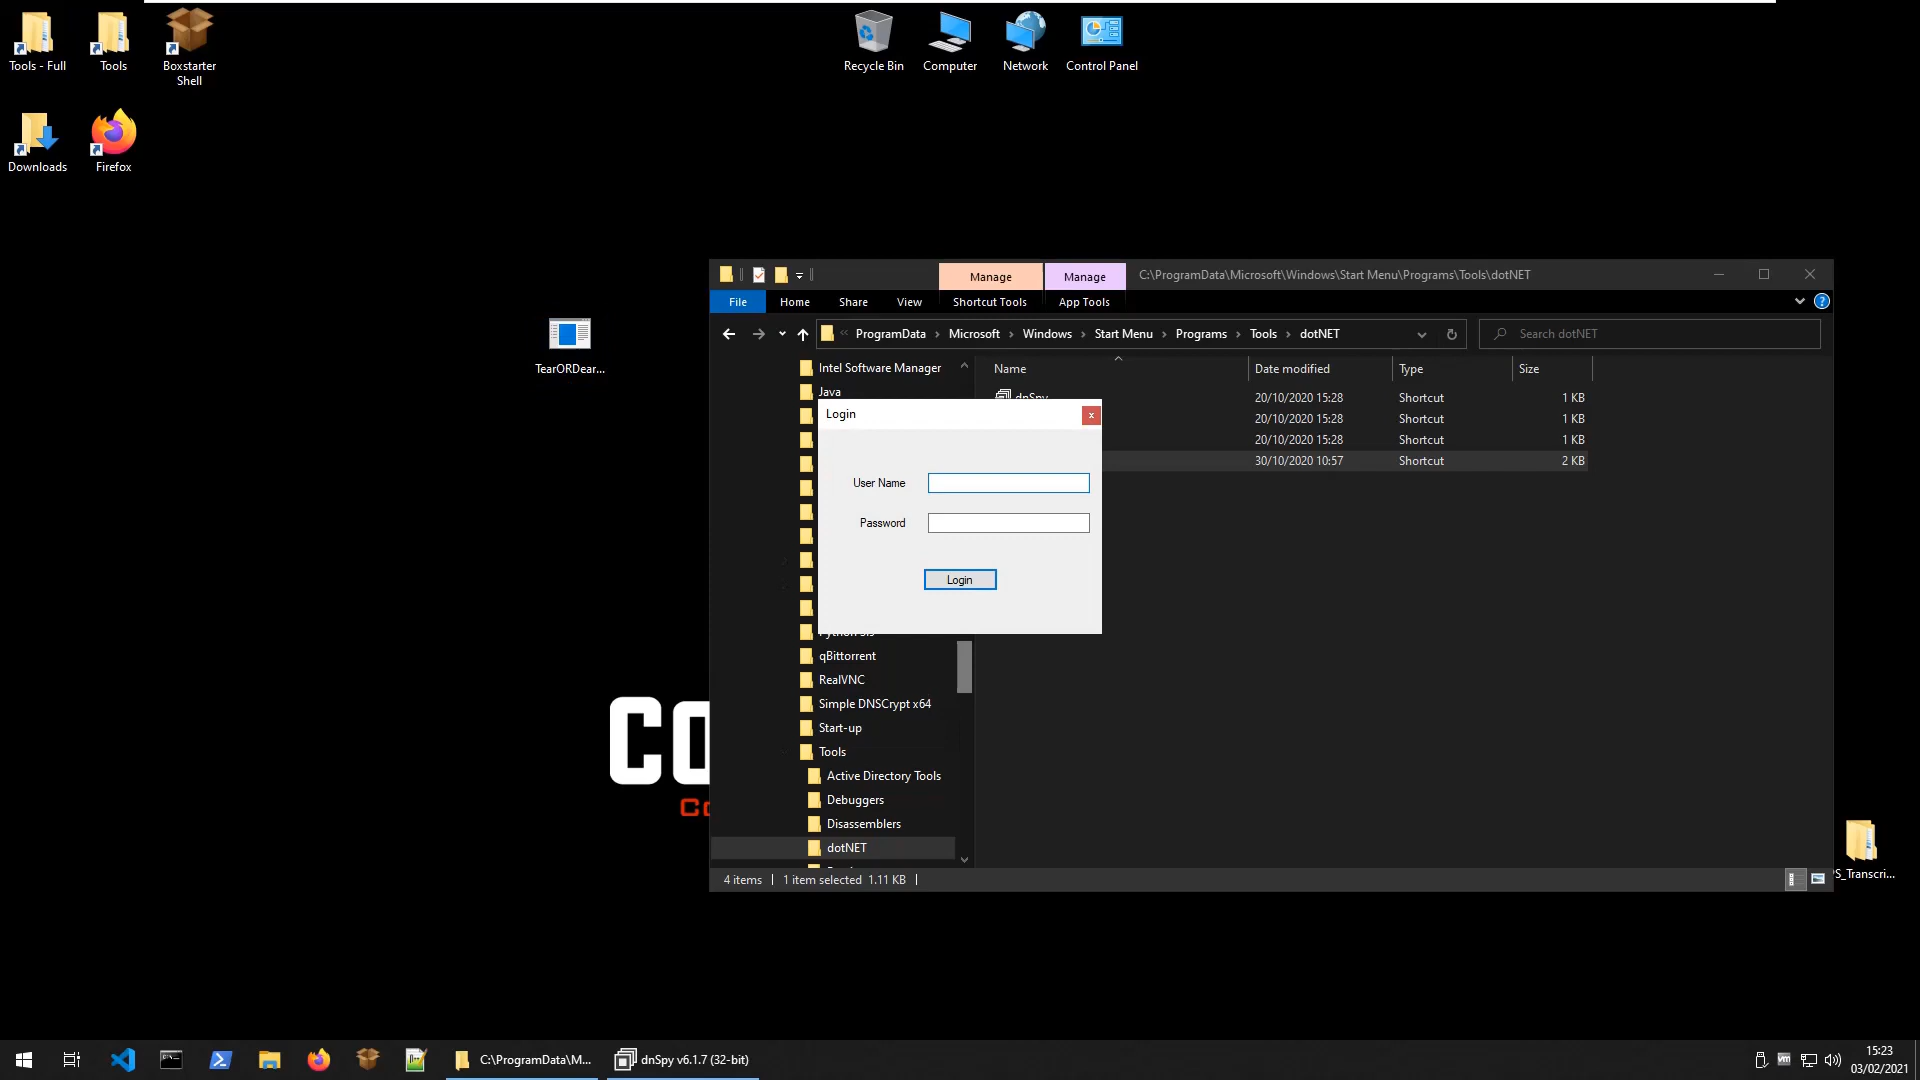 Tools - Full
Tools
Boxstarter
Shell
Recycle Bin
Computer
Network
Control Panel
Downloads
Firefox
TearORDear...
Manage
Manage
C:\ProgramData\Microsoft\Windows\Start Menu\Programs\Tools\dotNET
File
Home
Share
View
Shortcut Tools
App Tools
ProgramData
Microsoft
Windows
Start Menu
Programs
Tools
dotNET
Search dotNET
Intel Software Manager
Java
Name
Date modified
Type
Size
dnSpy
20/10/2020 15:28
Shortcut
1 KB
20/10/2020 15:28
Shortcut
1 KB
20/10/2020 15:28
Shortcut
1 KB
30/10/2020 10:57
Shortcut
2 KB
Login
User Name
Password
Login
qBittorrent
RealVNC
Simple DNSCrypt x64
Start-up
Tools
Active Directory Tools
Debuggers
Disassemblers
dotNET
4 items
1 item selected 1.11 KB
CO
Co
PS_Transcri...
C:\ProgramData\M...
dnSpy v6.1.7 (32-bit)
15:23
03/02/2021